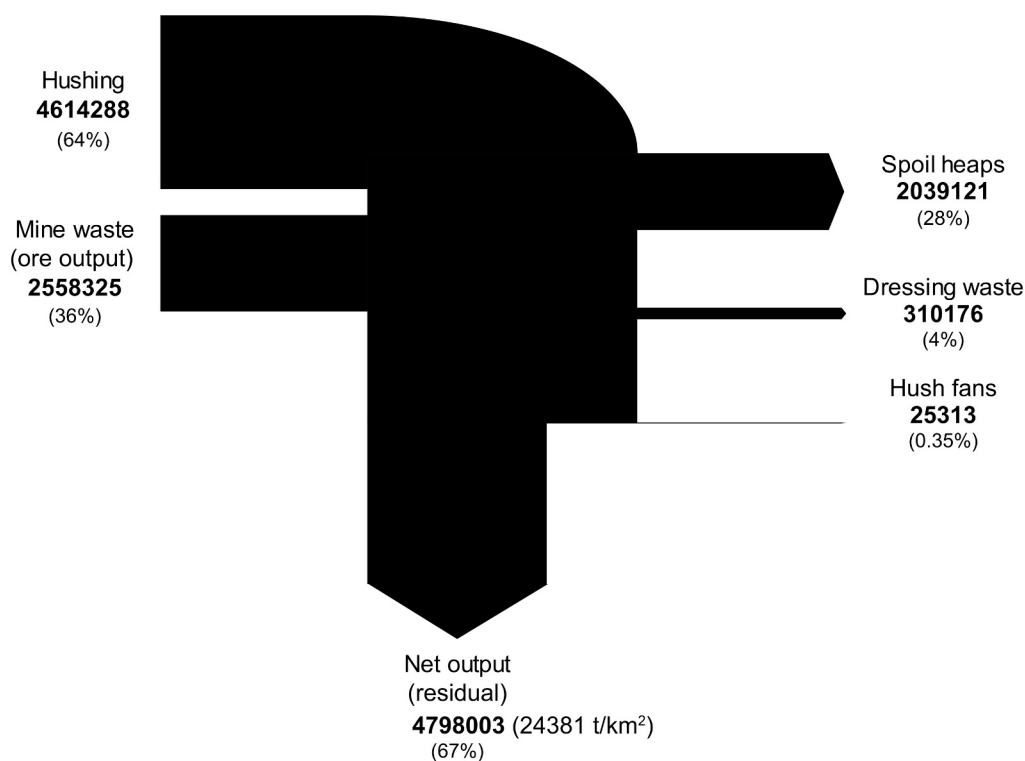 Hushing
4614288
(64%)
Mine waste
(ore output)
2558325
(36%)
Spoil heaps
2039121
(28%)
Dressing waste
310176
(4%)
Hush fans
25313
(0.35%)
Net output
(residual)
4798003 (24381 t/km²)
(67%)